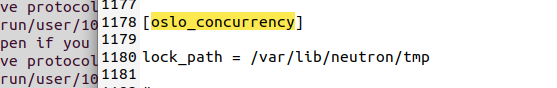 ve protocol
run/user/10
pen if you
ve protocol
run/user/10
1177
1178 [oslo_concurrency]
1179
1180 lock_path = /var/lib/neutron/tmp
1181